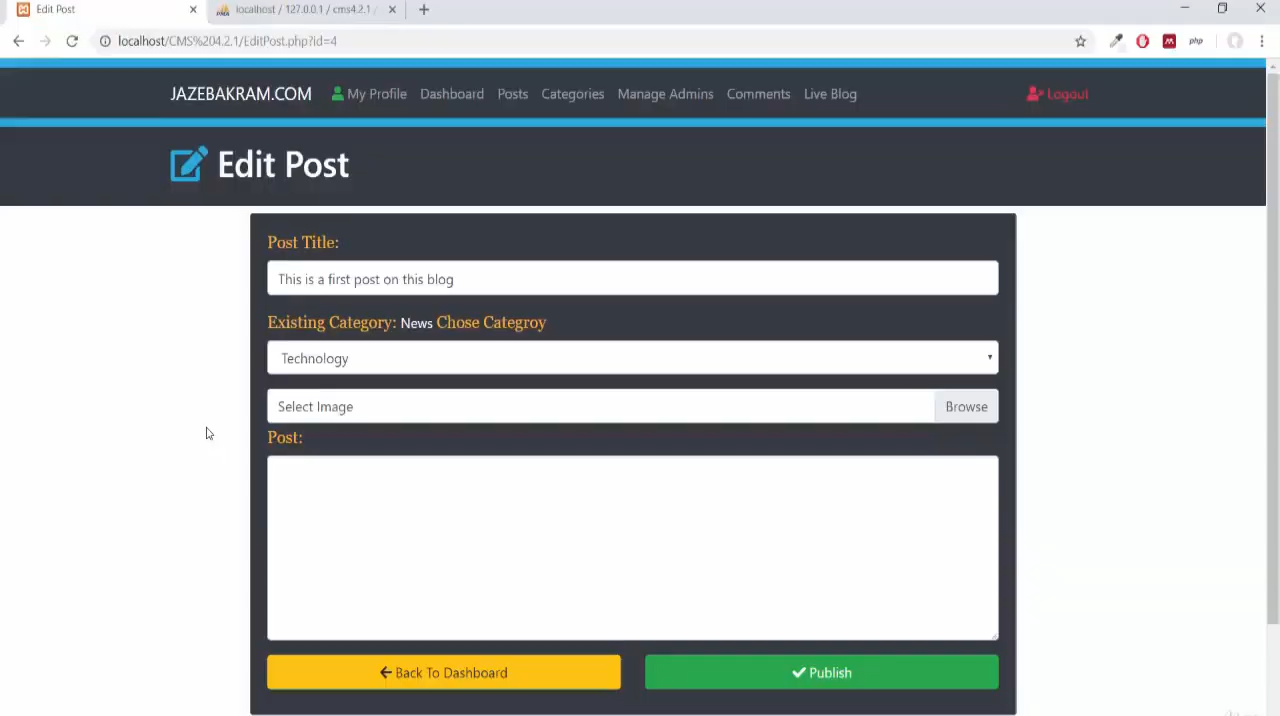 Edit Post
localhost / 127.0.0.1 / cms4.2.1 /
localhost/CMS%204.2.1/EditPost.php?id=4
php
JAZEBAKRAM.COM My Profile Dashboard Posts Categories Manage Admins Comments Live Blog Logout
Edit Post
Post Title:
This is a first post on this blog
Existing Category: News Chose Categroy
Technology
Select Image Browse
Post:
Back To Dashboard Publish